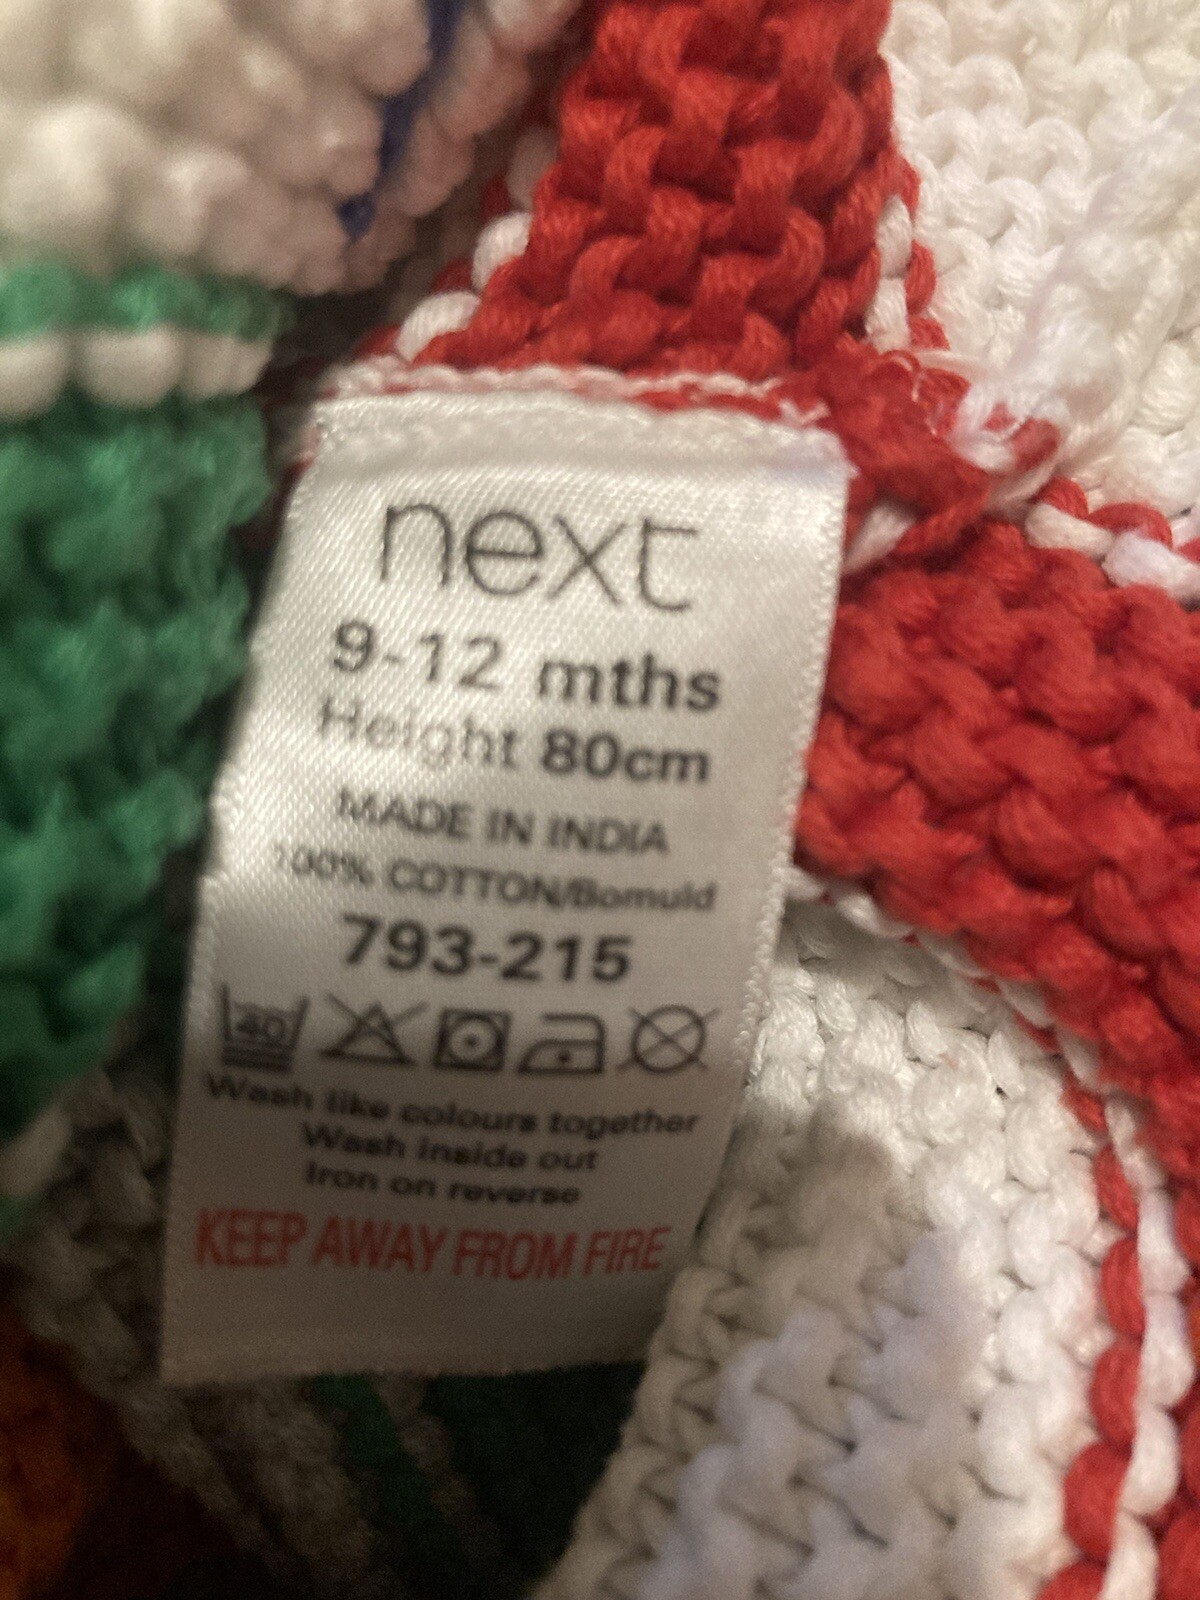 next
9-12 mths
Height 80cm
MADE IN INDIA
100% COTTON/Bomuld
793-215
40
Wash like colours together
Wash inside out
Iron on reverse
KEEP AWAY FROM FIRE